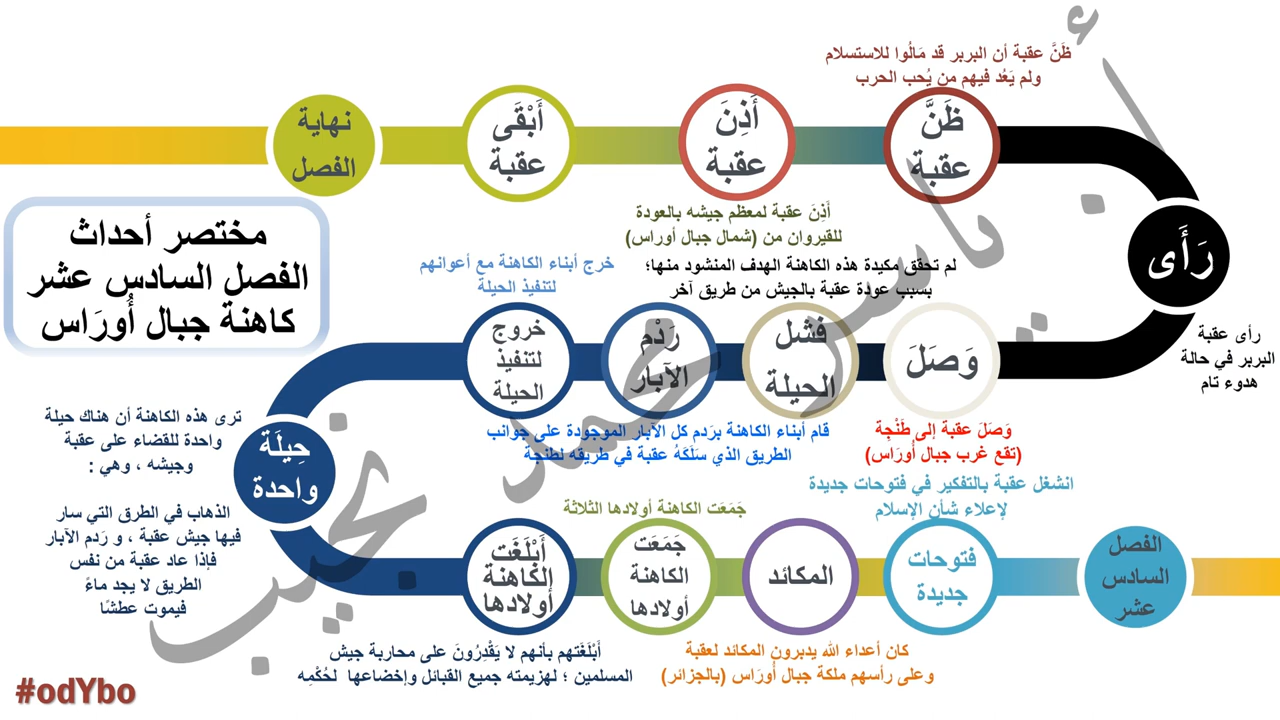 مختصر أحداث
الفصل السادس عشر
كاهنة جبال أُورَاس
الفصل
السادس
عشر
فتوحات
جديدة
انشغل عقبة بالتفكير في فتوحات جديدة
لإعلاء شأن الإسلام
المكائد
كان أعداء الله يدبرون المكائد لعقبة
وعلى رأسهم ملكة جبال أُورَاس (بالجزائر)
جَمَعَت
الكاهنة
أولادها
جَمَعَت الكاهنة أولادها الثلاثة
أَبْلَغَت
الكاهنة
أولادها
أَبْلَغَتهم بأنهم لا يَقْدِرُونَ على محاربة جيش
المسلمين ؛ لهزيمته جميع القبائل وإخضاعها لحُكْمِه
حِيلَة
واحدة
ترى هذه الكاهنة أن هناك حيلة
واحدة للقضاء على عقبة
وجيشه ، وهي :
الذهاب في الطرق التي سار
فيها جيش عقبة ، و رَدم الآبار
فإذا عاد عقبة من نفس
الطريق لا يجد ماءً
فيموت عطشًا
خروج
لتنفيذ
الحيلة
خرج أبناء الكاهنة مع أعوانهم
لتنفيذ الحيلة
رَدْم
الآبار
قام أبناء الكاهنة برَدم كل الآبار الموجودة على جوانب
الطريق الذي سَلَكَهُ عقبة في طريقه لطنجة
فشل
الحيلة
لم تحقق مكيدة هذه الكاهنة الهدف المنشود منها؛
بسبب عودة عقبة بالجيش من طريق آخر
وَصَلَ
وَصَلَ عقبة إلى طَنْجِة
(تقع غرب جبال أُورَاس)
رَأَى
رأى عقبة
البربر في حالة
هدوء تام
ظَنَّ
عقبة
ظَنَّ عقبة أن البربر قد مَالُوا للاستسلام
ولم يَعُد فيهم من يُحب الحرب
أَذِنَ
عقبة
أَذِنَ عقبة لمعظم جيشه بالعودة
للقيروان من (شمال جبال أوراس)
أَبْقَى
عقبة
نهاية
الفصل
أ. ياسر محمد نجيب
#odYbo